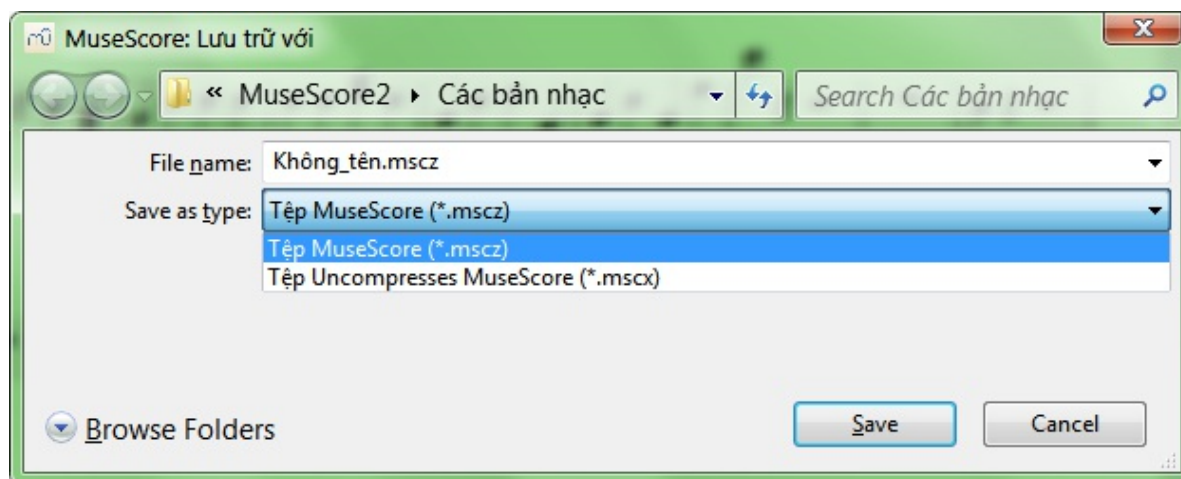 MuseScore: Lưu trữ với
« MuseScore2 ▸ Các bản nhạc
Search Các bản nhạc
File name: Không_tên.mscz
Save as type: Tệp MuseScore (*.mscz)
Tệp MuseScore (*.mscz)
Tệp Uncompresses MuseScore (*.mscx)
Browse Folders
Save
Cancel